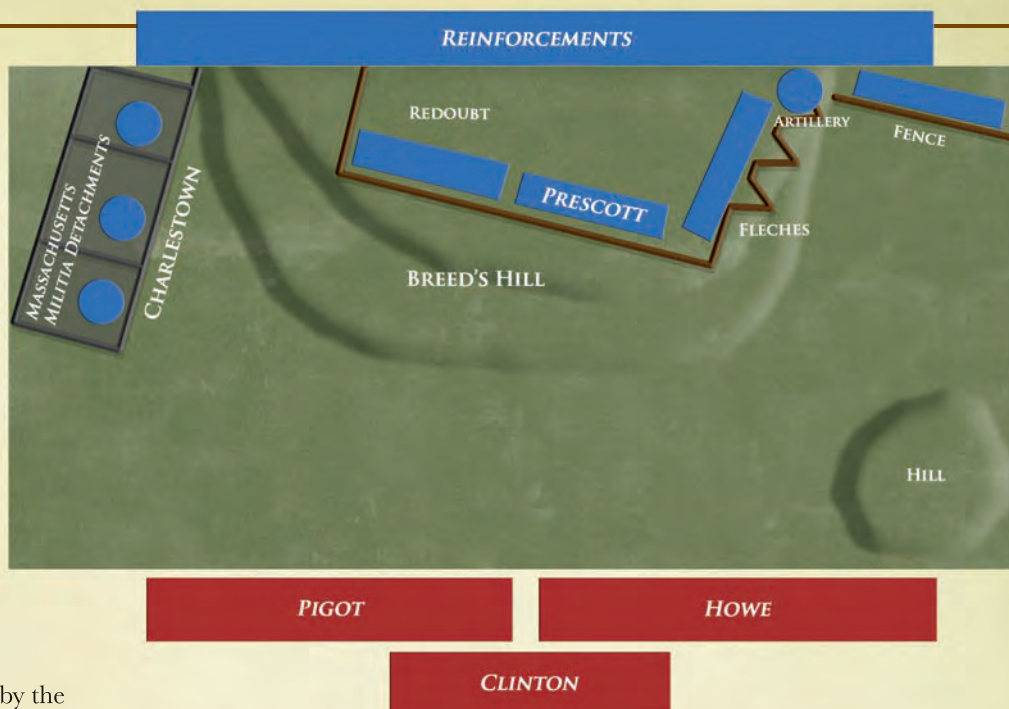 REINFORCEMENTS
REDOUBT
ARTILLERY
FENCE
MASSACHUSETTS
MILITIA DETACHMENTS
CHARLESTOWN
PRESCOTT
FLECHES
BREED'S HILL
HILL
PIGOT
HOWE
CLINTON
by the